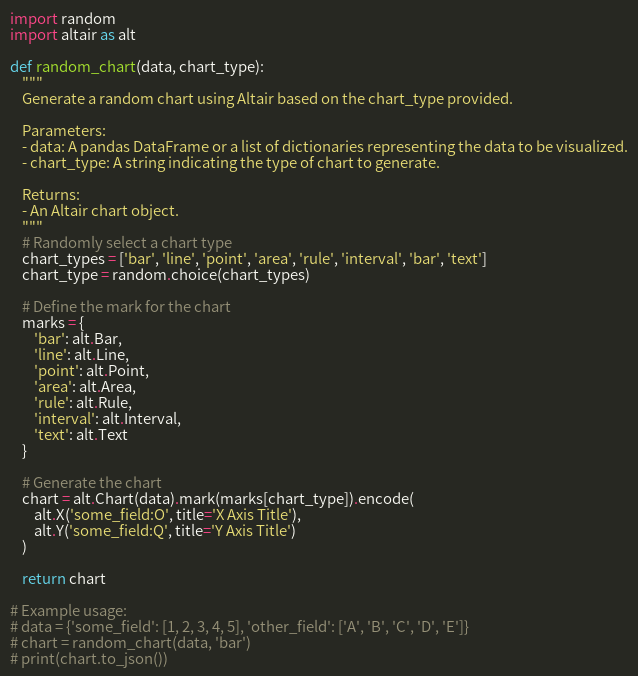 import random
import altair as alt

def random_chart(data, chart_type):
    """
    Generate a random chart using Altair based on the chart_type provided.

    Parameters:
    - data: A pandas DataFrame or a list of dictionaries representing the data to be visualized.
    - chart_type: A string indicating the type of chart to generate.

    Returns:
    - An Altair chart object.
    """
    # Randomly select a chart type
    chart_types = ['bar', 'line', 'point', 'area', 'rule', 'interval', 'bar', 'text']
    chart_type = random.choice(chart_types)

    # Define the mark for the chart
    marks = {
        'bar': alt.Bar,
        'line': alt.Line,
        'point': alt.Point,
        'area': alt.Area,
        'rule': alt.Rule,
        'interval': alt.Interval,
        'text': alt.Text
    }

    # Generate the chart
    chart = alt.Chart(data).mark(marks[chart_type]).encode(
        alt.X('some_field:O', title='X Axis Title'),
        alt.Y('some_field:Q', title='Y Axis Title')
    )

    return chart

# Example usage:
# data = {'some_field': [1, 2, 3, 4, 5], 'other_field': ['A', 'B', 'C', 'D', 'E']}
# chart = random_chart(data, 'bar')
# print(chart.to_json())